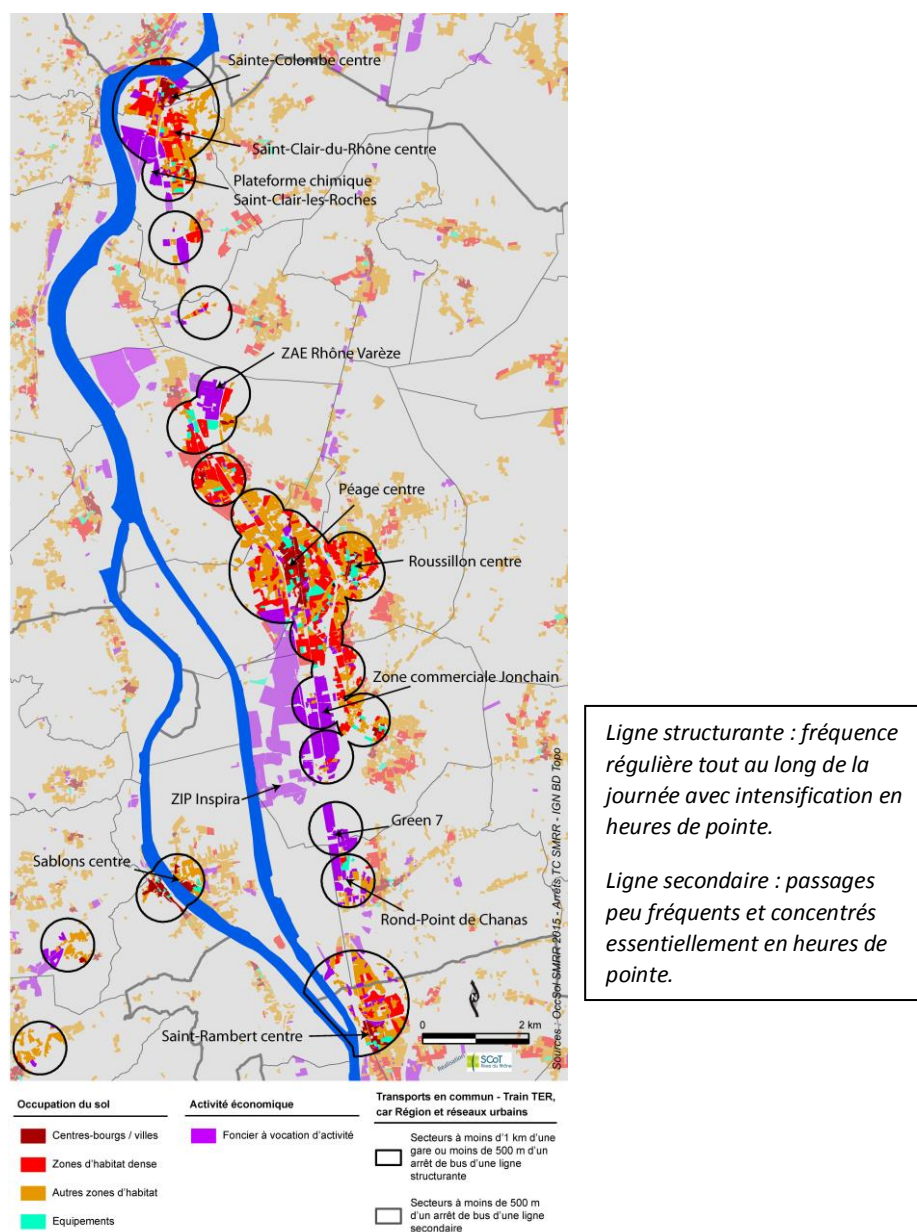 Sainte-Colombe centre
Saint-Clair-du-Rhône centre
Plateforme chimique
Saint-Clair-les-Roches
ZAE Rhône Varèze
Péage centre
Roussillon centre
Zone commerciale Jonchain
ZIP Inspira
Green 7
Sablons centre
Rond-Point de Chanas
Saint-Rambert centre
0 2 km
Réalisation
SCoT
Rives du Rhône
Sources : OccSol SMRR 2015 - Arrêts TC SMRR - IGN BD Topo
Ligne structurante : fréquence
régulière tout au long de la
journée avec intensification en
heures de pointe.
Ligne secondaire : passages
peu fréquents et concentrés
essentiellement en heures de
pointe.
Occupation du sol
Centres-bourgs / villes
Zones d'habitat dense
Autres zones d'habitat
Equipements
Activité économique
Foncier à vocation d'activité
Transports en commun - Train TER,
car Région et réseaux urbains
Secteurs à moins d'1 km d'une
gare ou moins de 500 m d'un
arrêt de bus d'une ligne
structurante
Secteurs à moins de 500 m
d'un arrêt de bus d'une ligne
secondaire